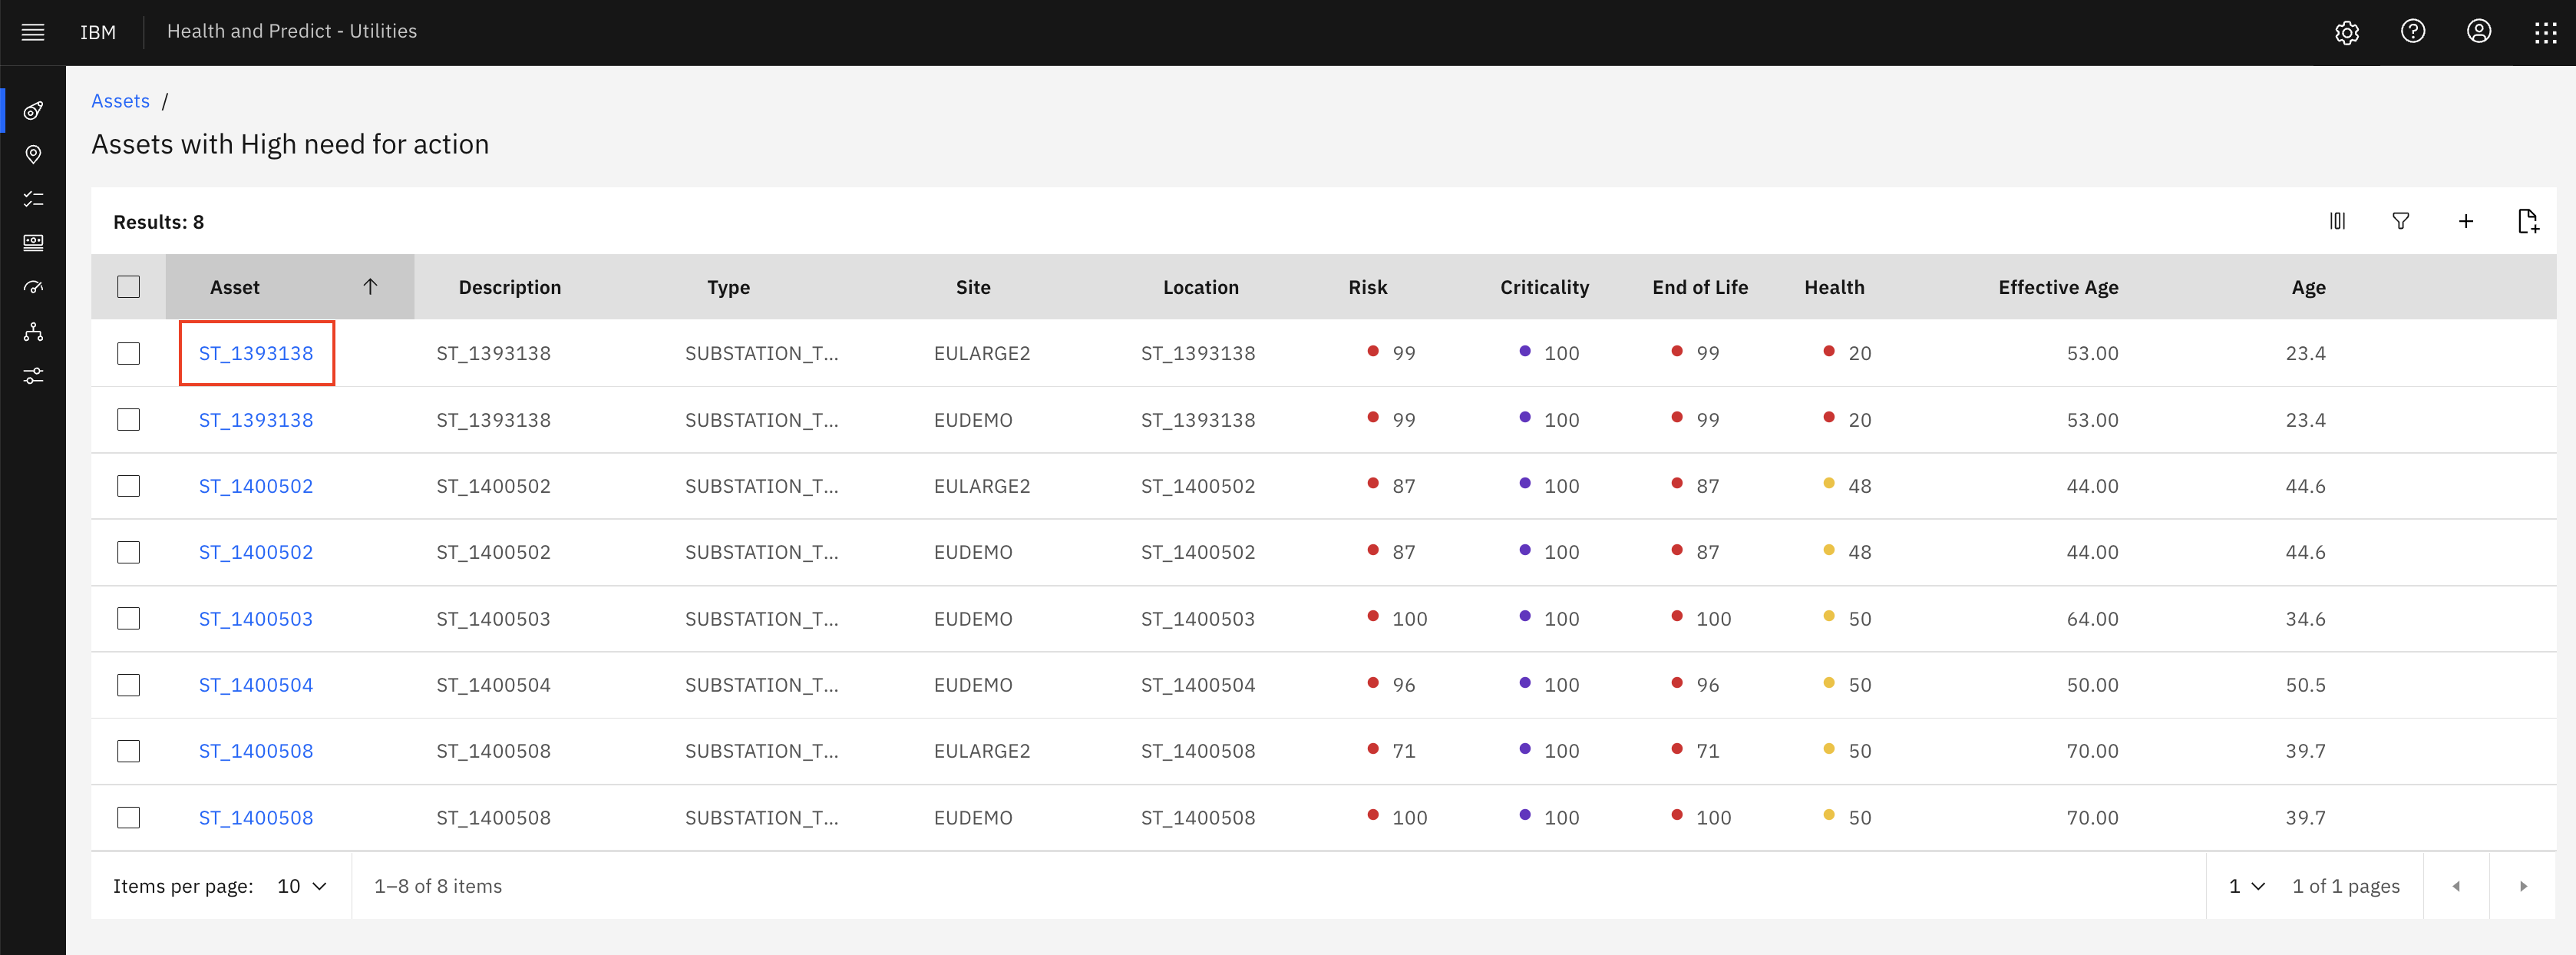 IBM Health and Predict - Utilities
Assets /
Assets with High need for action
Results: 8
Asset Description Type Site Location Risk Criticality End of Life Health Effective Age Age
ST_1393138 ST_1393138 SUBSTATION_T... EULARGE2 ST_1393138 99 100 99 20 53.00 23.4
ST_1393138 ST_1393138 SUBSTATION_T... EUDEMO ST_1393138 99 100 99 20 53.00 23.4
ST_1400502 ST_1400502 SUBSTATION_T... EULARGE2 ST_1400502 87 100 87 48 44.00 44.6
ST_1400502 ST_1400502 SUBSTATION_T... EUDEMO ST_1400502 87 100 87 48 44.00 44.6
ST_1400503 ST_1400503 SUBSTATION_T... EUDEMO ST_1400503 100 100 100 50 64.00 34.6
ST_1400504 ST_1400504 SUBSTATION_T... EUDEMO ST_1400504 96 100 96 50 50.00 50.5
ST_1400508 ST_1400508 SUBSTATION_T... EULARGE2 ST_1400508 71 100 71 50 70.00 39.7
ST_1400508 ST_1400508 SUBSTATION_T... EUDEMO ST_1400508 100 100 100 50 70.00 39.7
Items per page: 10 1–8 of 8 items 1 1 of 1 pages